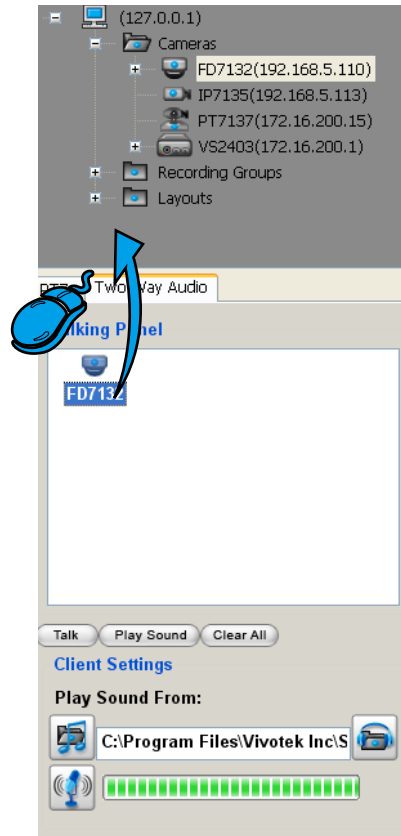 (127.0.0.1)
Cameras
FD7132(192.168.5.110)
IP7135(192.168.5.113)
PT7137(172.16.200.15)
VS2403(172.16.200.1)
Recording Groups
Layouts
Two Way Audio
Talking Panel
FD7132
Talk Play Sound Clear All
Client Settings
Play Sound From:
C:\Program Files\Vivotek Inc\S